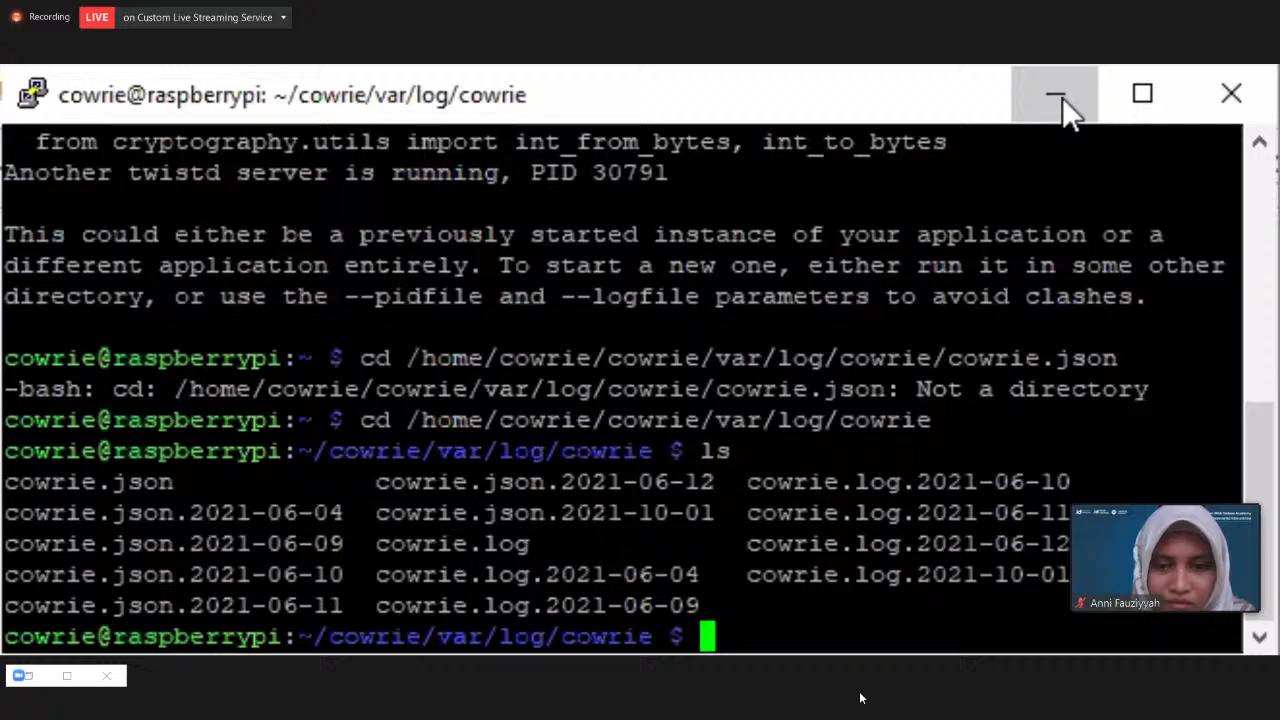 Recording LIVE on Custom Live Streaming Service
cowrie@raspberrypi: ~/cowrie/var/log/cowrie
from cryptography.utils import int_from_bytes, int_to_bytes
Another twistd server is running, PID 30791
This could either be a previously started instance of your application or a
different application entirely. To start a new one, either run it in some other
directory, or use the --pidfile and --logfile parameters to avoid clashes.
cowrie@raspberrypi:~ $ cd /home/cowrie/cowrie/var/log/cowrie/cowrie.json
-bash: cd: /home/cowrie/cowrie/var/log/cowrie/cowrie.json: Not a directory
cowrie@raspberrypi:~ $ cd /home/cowrie/cowrie/var/log/cowrie
cowrie@raspberrypi:~/cowrie/var/log/cowrie $ ls
cowrie.json cowrie.json.2021-06-12 cowrie.log.2021-06-10
cowrie.json.2021-06-04 cowrie.json.2021-10-01 cowrie.log.2021-06-11
cowrie.json.2021-06-09 cowrie.log cowrie.log.2021-06-12
cowrie.json.2021-06-10 cowrie.log.2021-06-04 cowrie.log.2021-10-01
cowrie.json.2021-06-11 cowrie.log.2021-06-09
cowrie@raspberrypi:~/cowrie/var/log/cowrie $
Anni Fauziyyah